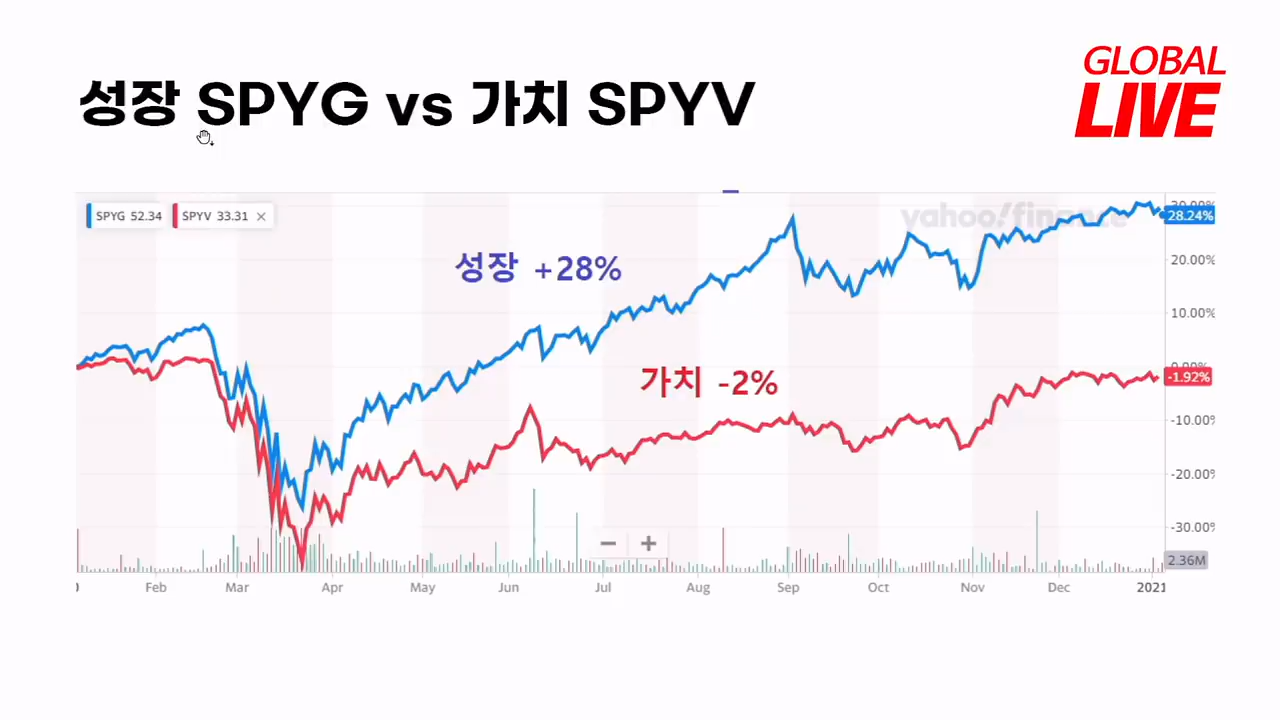 성장 SPYG vs 가치 SPYV
GLOBAL
LIVE
SPYG 52.34
SPYV 33.31 ×
yahoo!finance
30.00%
28.24%
성장 +28%
20.00%
10.00%
0.00%
-1.92%
가치 -2%
-10.00%
-20.00%
-30.00%
2.36M
Feb Mar Apr May Jun Jul Aug Sep Oct Nov Dec 2021